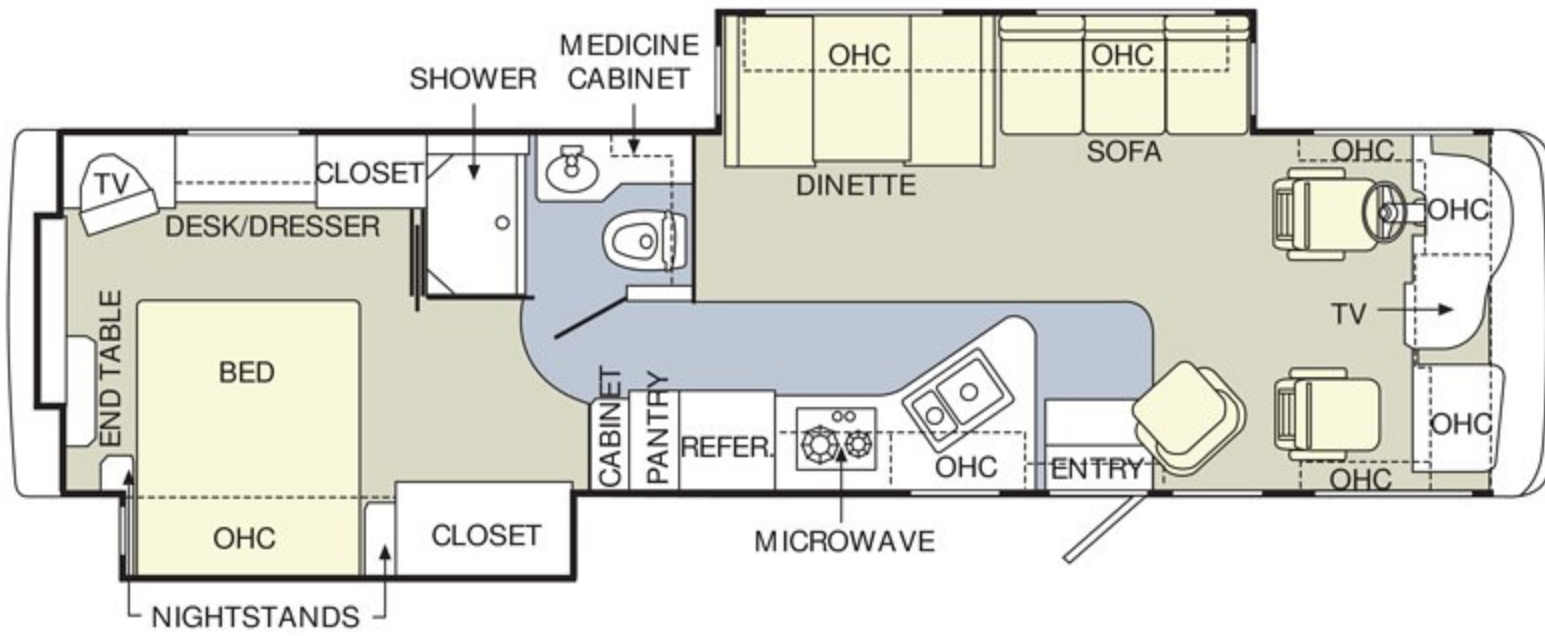 MEDICINE
CABINET
SHOWER
OHC
OHC
SOFA
DINETTE
OHC
OHC
TV
CLOSET
DESK/DRESSER
TV
END TABLE
BED
CABINET
PANTRY
REFER.
OHC
ENTRY
OHC
OHC
OHC
CLOSET
MICROWAVE
NIGHTSTANDS